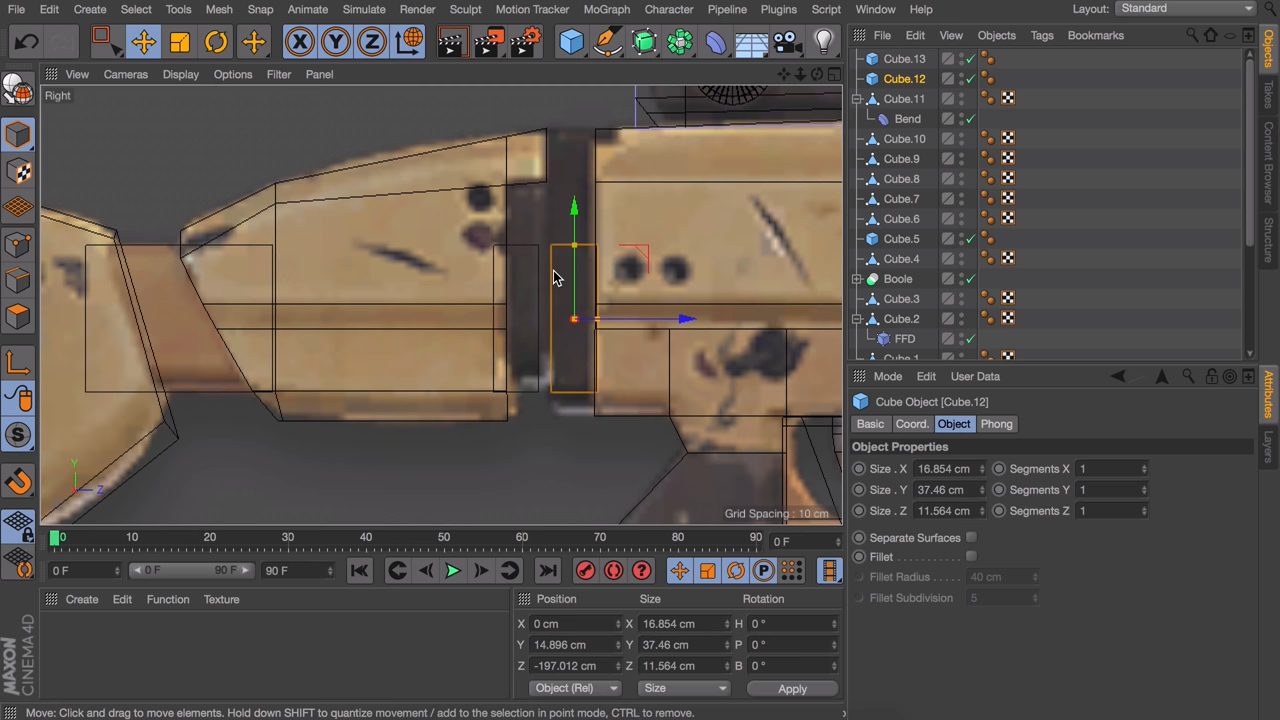 File Edit Create Select Tools Mesh Snap Animate Simulate Render Sculpt Motion Tracker MoGraph Character Pipeline Plugins Script Window Help Layout: Standard
View Cameras Display Options Filter Panel
Right
Grid Spacing : 10 cm
Y
Z
0 10 20 30 40 50 60 70 80 90 0 F
0 F 0 F 90 F 90 F
Create Edit Function Texture
Position Size Rotation
X 0 cm X 16.854 cm H 0 °
Y 14.896 cm Y 37.46 cm P 0 °
Z -197.012 cm Z 11.564 cm B 0 °
Object (Rel) Size Apply
MAXON CINEMA 4D
Move: Click and drag to move elements. Hold down SHIFT to quantize movement / add to the selection in point mode, CTRL to remove.
File Edit View Objects Tags Bookmarks
Cube.13
Cube.12
Cube.11
Bend
Cube.10
Cube.9
Cube.8
Cube.7
Cube.6
Cube.5
Cube.4
Boole
Cube.3
Cube.2
FFD
Cube.1
Objects
Takes
Content Browser
Structure
Mode Edit User Data
Cube Object [Cube.12]
Basic Coord. Object Phong
Object Properties
Size . X 16.854 cm Segments X 1
Size . Y 37.46 cm Segments Y 1
Size . Z 11.564 cm Segments Z 1
Separate Surfaces
Fillet . . . . . . . . . .
Fillet Radius . . . . . 40 cm
Fillet Subdivision 5
Attributes
Layers